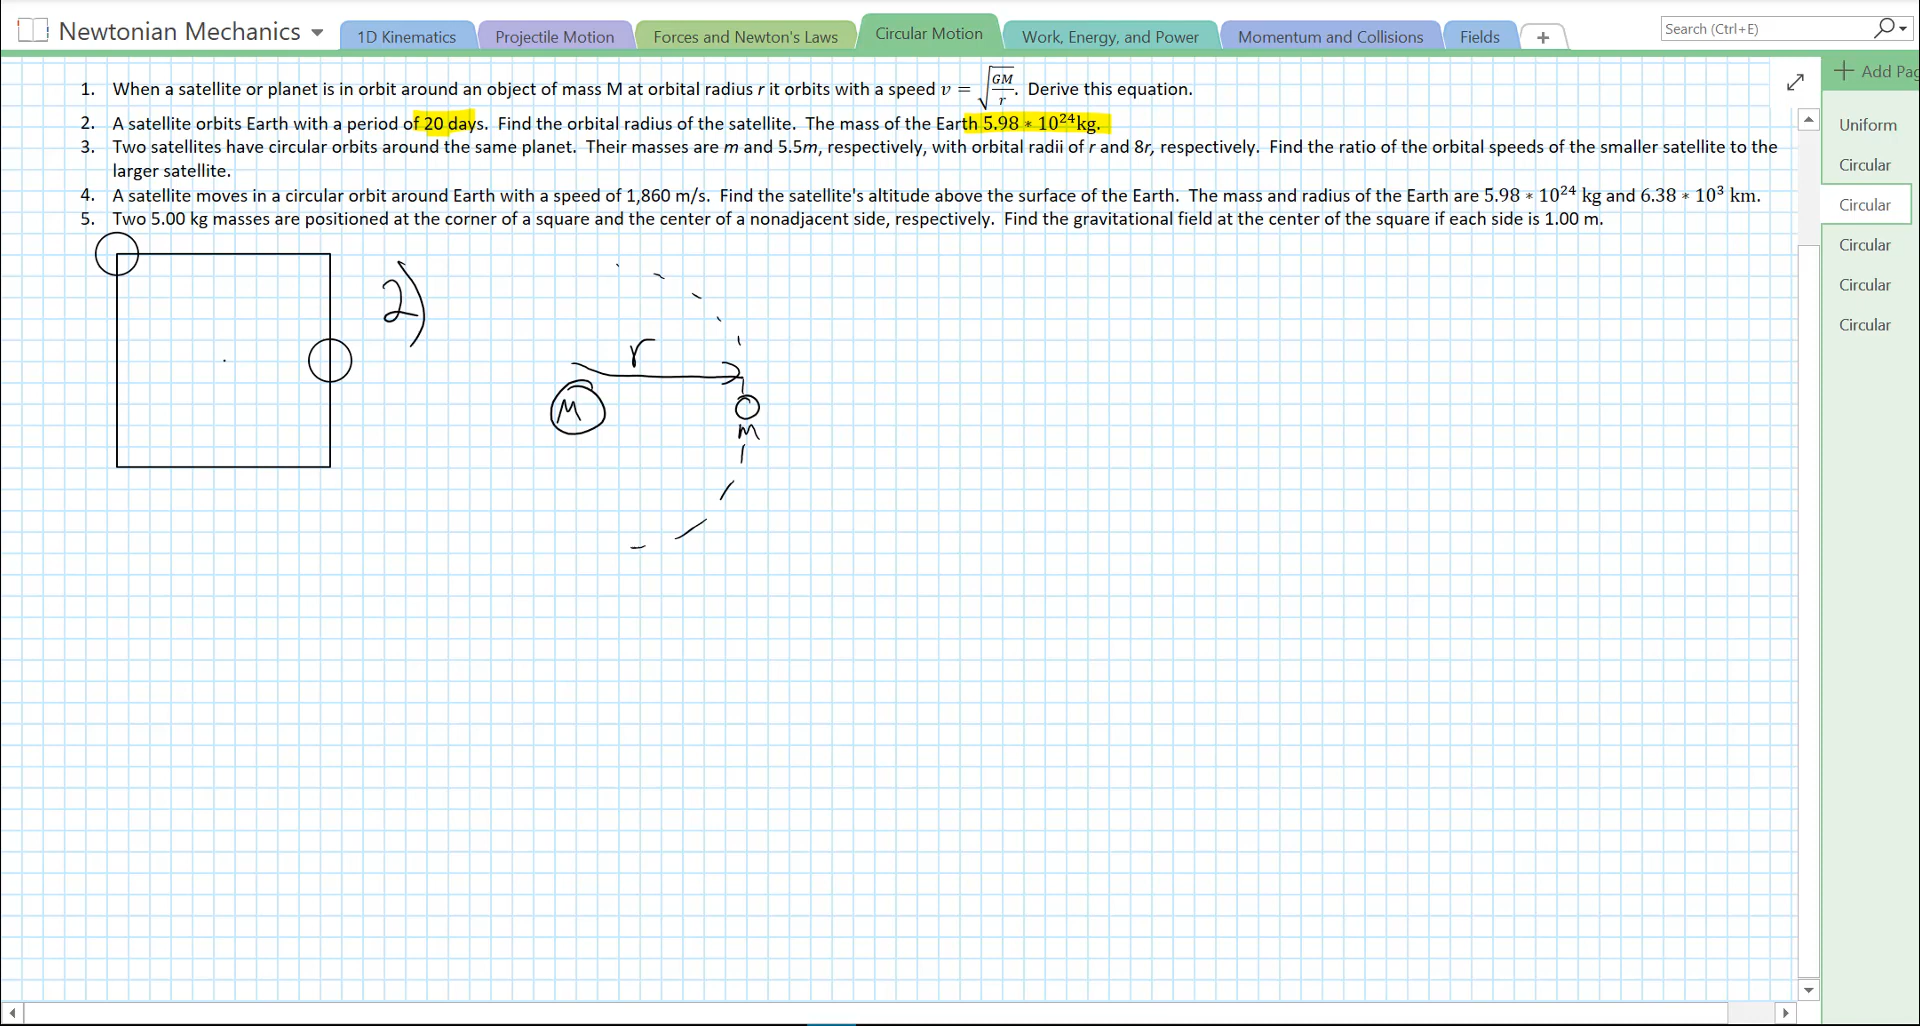 Newtonian Mechanics
1D Kinematics
Projectile Motion
Forces and Newton's Laws
Circular Motion
Work, Energy, and Power
Momentum and Collisions
Fields
Search (Ctrl+E)
Add Pag
1. When a satellite or planet is in orbit around an object of mass M at orbital radius r it orbits with a speed v = √(GM/r). Derive this equation.
2. A satellite orbits Earth with a period of 20 days. Find the orbital radius of the satellite. The mass of the Earth 5.98 * 10²⁴kg.
3. Two satellites have circular orbits around the same planet. Their masses are m and 5.5m, respectively, with orbital radii of r and 8r, respectively. Find the ratio of the orbital speeds of the smaller satellite to the
larger satellite.
4. A satellite moves in a circular orbit around Earth with a speed of 1,860 m/s. Find the satellite's altitude above the surface of the Earth. The mass and radius of the Earth are 5.98 * 10²⁴ kg and 6.38 * 10³ km.
5. Two 5.00 kg masses are positioned at the corner of a square and the center of a nonadjacent side, respectively. Find the gravitational field at the center of the square if each side is 1.00 m.
2)
r
M
m
Uniform
Circular
Circular
Circular
Circular
Circular